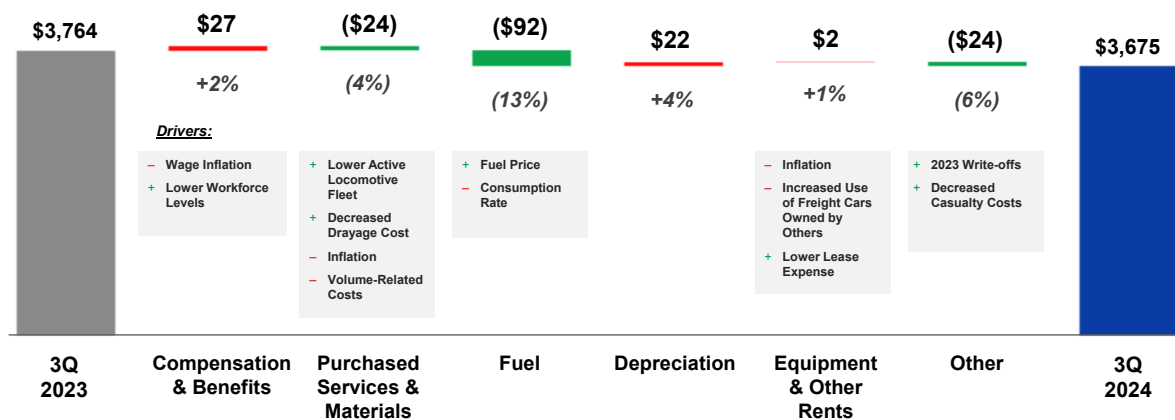 $3,764
$27
($24)
($92)
$22
$2
($24)
$3,675
+2%
(4%)
(13%)
+4%
+1%
(6%)
Drivers:
– Wage Inflation
+ Lower Workforce
Levels
+ Lower Active
Locomotive
Fleet
+ Decreased
Drayage Cost
– Inflation
– Volume-Related
Costs
+ Fuel Price
– Consumption
Rate
– Inflation
– Increased Use
of Freight Cars
Owned by
Others
+ Lower Lease
Expense
+ 2023 Write-offs
+ Decreased
Casualty Costs
3Q
2023
Compensation
& Benefits
Purchased
Services &
Materials
Fuel
Depreciation
Equipment
& Other
Rents
Other
3Q
2024